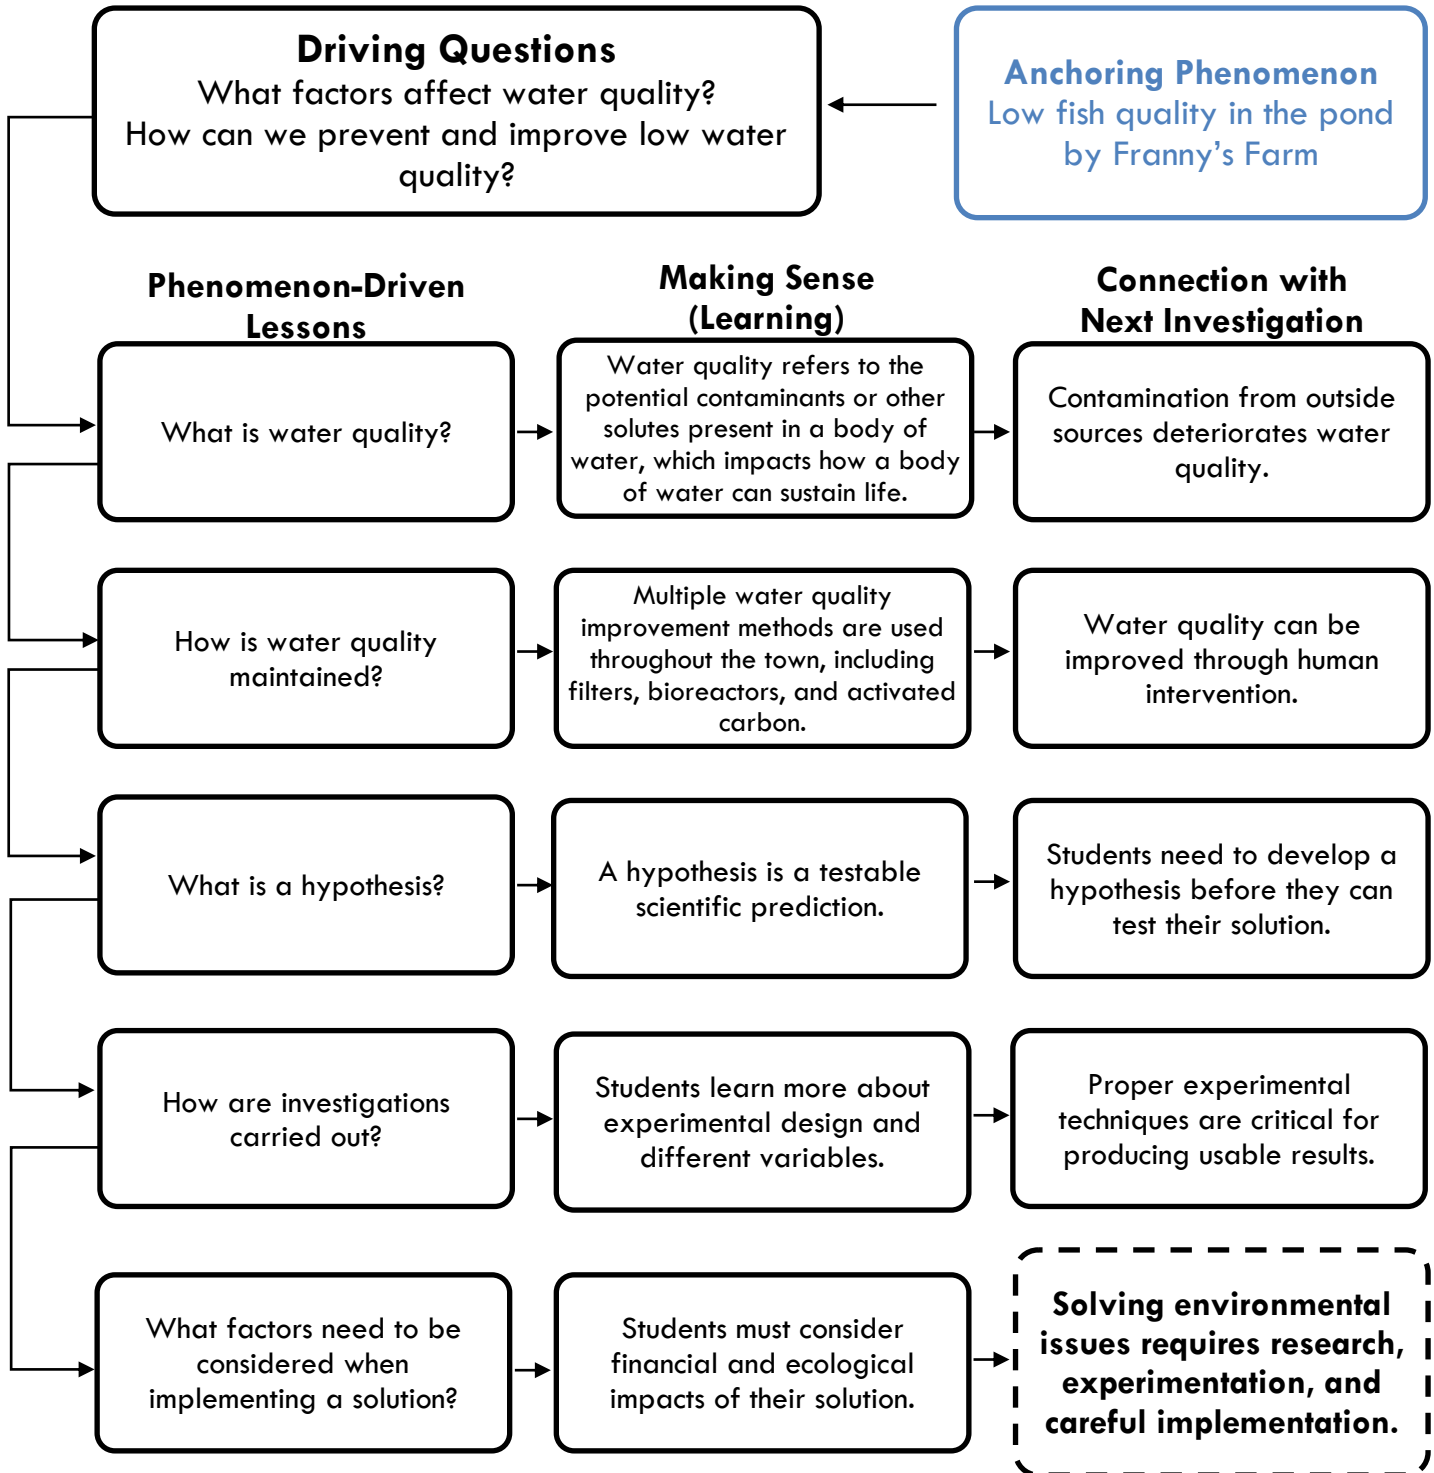 Driving Questions
What factors affect water quality?
How can we prevent and improve low water
quality?
Anchoring Phenomenon
Low fish quality in the pond
by Franny's Farm
Phenomenon-Driven
Lessons
Making Sense
(Learning)
Connection with
Next Investigation
What is water quality?
Water quality refers to the
potential contaminants or other
solutes present in a body of
water, which impacts how a body
of water can sustain life.
Contamination from outside
sources deteriorates water
quality.
How is water quality
maintained?
Multiple water quality
improvement methods are used
throughout the town, including
filters, bioreactors, and activated
carbon.
Water quality can be
improved through human
intervention.
What is a hypothesis?
A hypothesis is a testable
scientific prediction.
Students need to develop a
hypothesis before they can
test their solution.
How are investigations
carried out?
Students learn more about
experimental design and
different variables.
Proper experimental
techniques are critical for
producing usable results.
What factors need to be
considered when
implementing a solution?
Students must consider
financial and ecological
impacts of their solution.
Solving environmental
issues requires research,
experimentation, and
careful implementation.